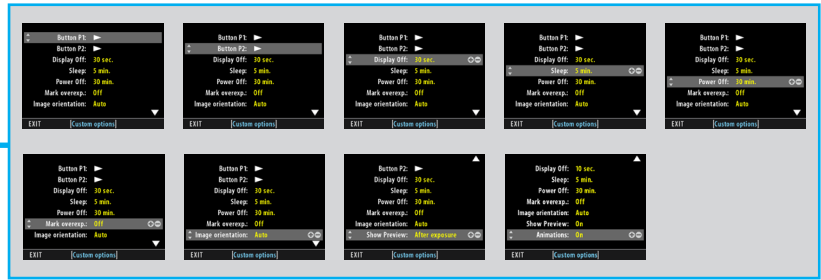 Button P1:
Button P2:
Display Off: 30 sec.
Sleep: 5 min.
Power Off: 30 min.
Mark overexp.: Off
Image orientation: Auto
EXIT |Custom options|
Button P1:
Button P2:
Display Off: 30 sec.
Sleep: 5 min.
Power Off: 30 min.
Mark overexp.: Off
Image orientation: Auto
EXIT |Custom options|
Button P1:
Button P2:
Display Off: 30 sec.
Sleep: 5 min.
Power Off: 30 min.
Mark overexp.: Off
Image orientation: Auto
EXIT |Custom options|
Button P1:
Button P2:
Display Off: 30 sec.
Sleep: 5 min.
Power Off: 30 min.
Mark overexp.: Off
Image orientation: Auto
EXIT |Custom options|
Button P1:
Button P2:
Display Off: 30 sec.
Sleep: 5 min.
Power Off: 30 min.
Mark overexp.: Off
Image orientation: Auto
EXIT |Custom options|
Button P1:
Button P2:
Display Off: 30 sec.
Sleep: 5 min.
Power Off: 30 min.
Mark overexp.: Off
Image orientation: Auto
EXIT |Custom options|
Button P1:
Button P2:
Display Off: 30 sec.
Sleep: 5 min.
Power Off: 30 min.
Mark overexp.: Off
Image orientation: Auto
EXIT |Custom options|
Button P2:
Display Off: 30 sec.
Sleep: 5 min.
Power Off: 30 min.
Mark overexp.: Off
Image orientation: Auto
Show Preview: After exposure
EXIT |Custom options|
Display Off: 10 sec.
Sleep: 5 min.
Power Off: 30 min.
Mark overexp.: Off
Image orientation: Auto
Show Preview: On
Animations: On
EXIT |Custom options|